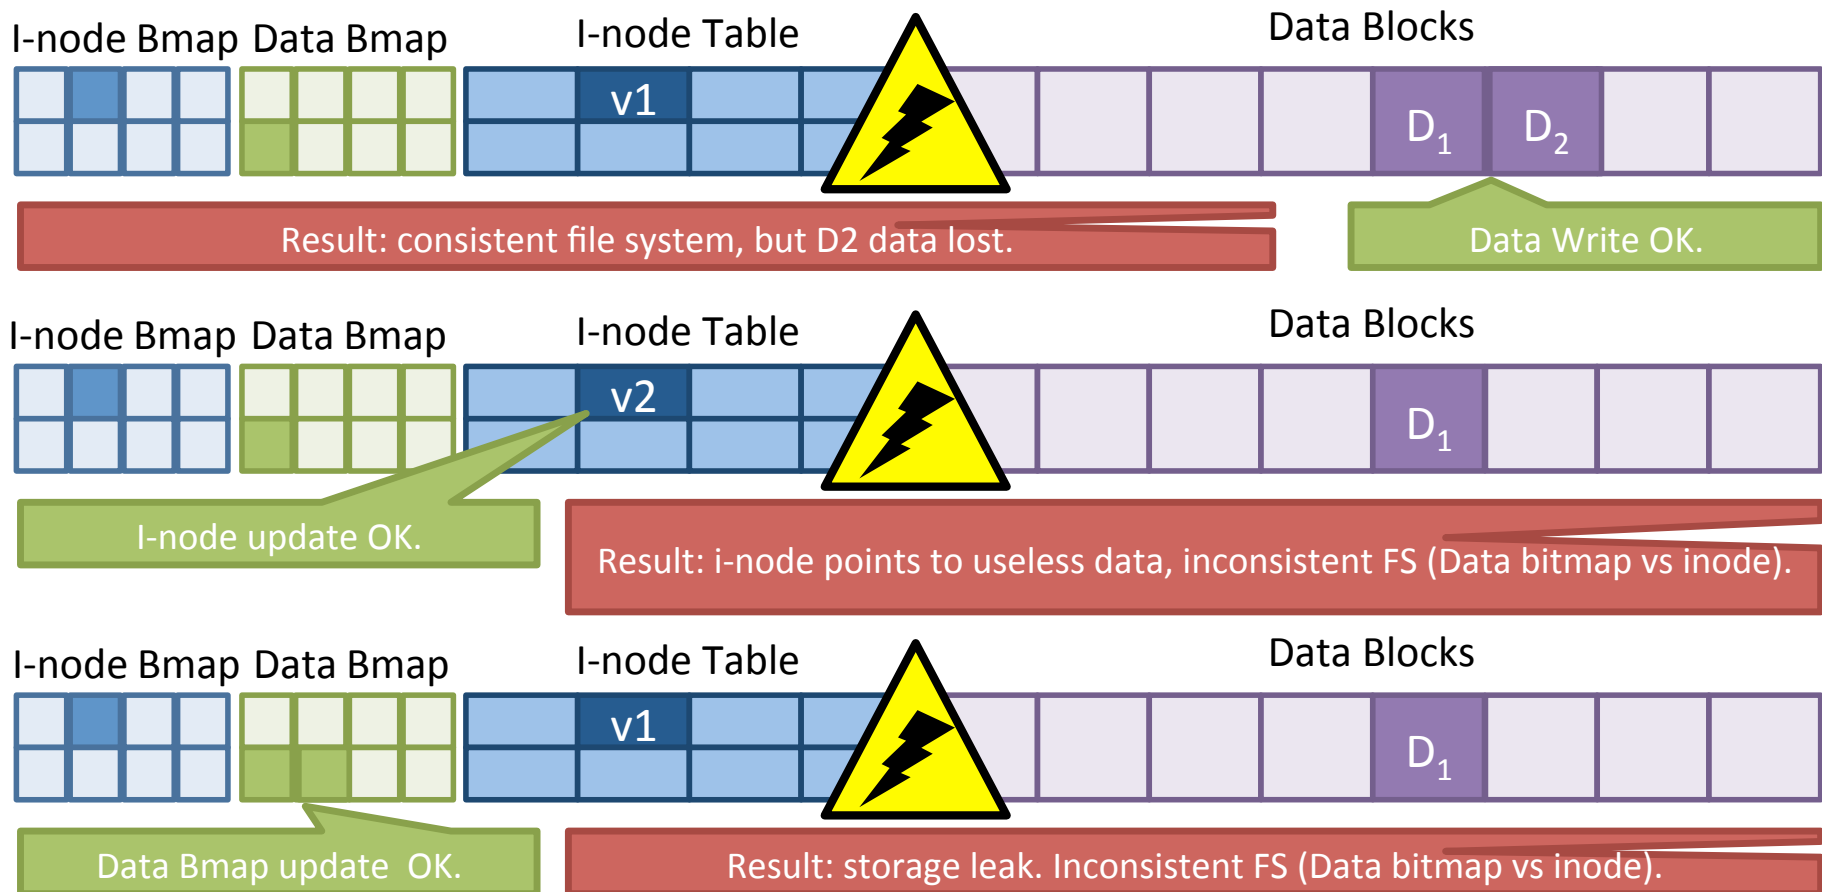 I-node Bmap Data Bmap I-node Table Data Blocks
v1 D₁ D₂
Result: consistent file system, but D2 data lost. Data Write OK.
I-node Bmap Data Bmap I-node Table Data Blocks
v2 D₁
I-node update OK.
Result: i-node points to useless data, inconsistent FS (Data bitmap vs inode).
I-node Bmap Data Bmap I-node Table Data Blocks
v1 D₁
Data Bmap update  OK. Result: storage leak. Inconsistent FS (Data bitmap vs inode).